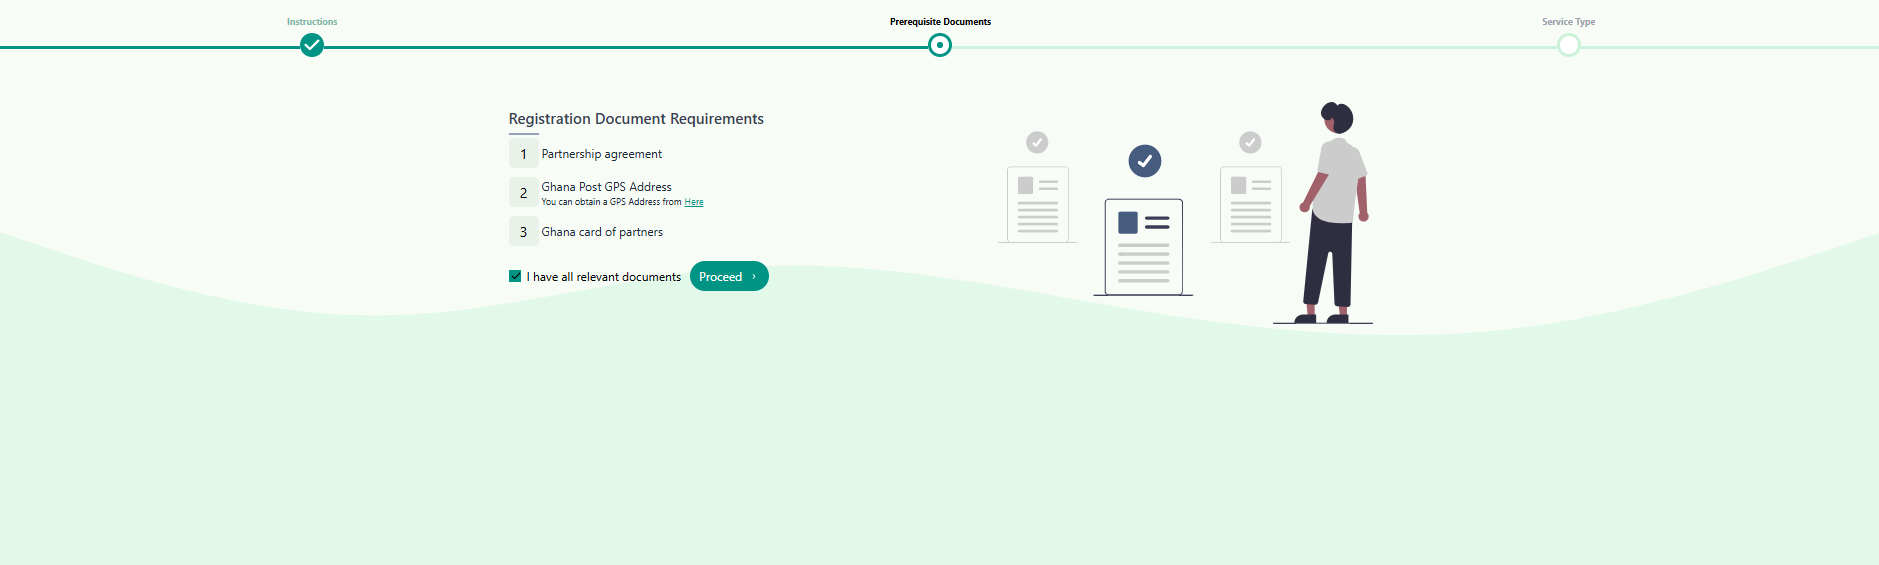 Instructions
Prerequisite Documents
Service Type
Registration Document Requirements
1 Partnership agreement
2 Ghana Post GPS Address
You can obtain a GPS Address from Here
3 Ghana card of partners
I have all relevant documents Proceed ›